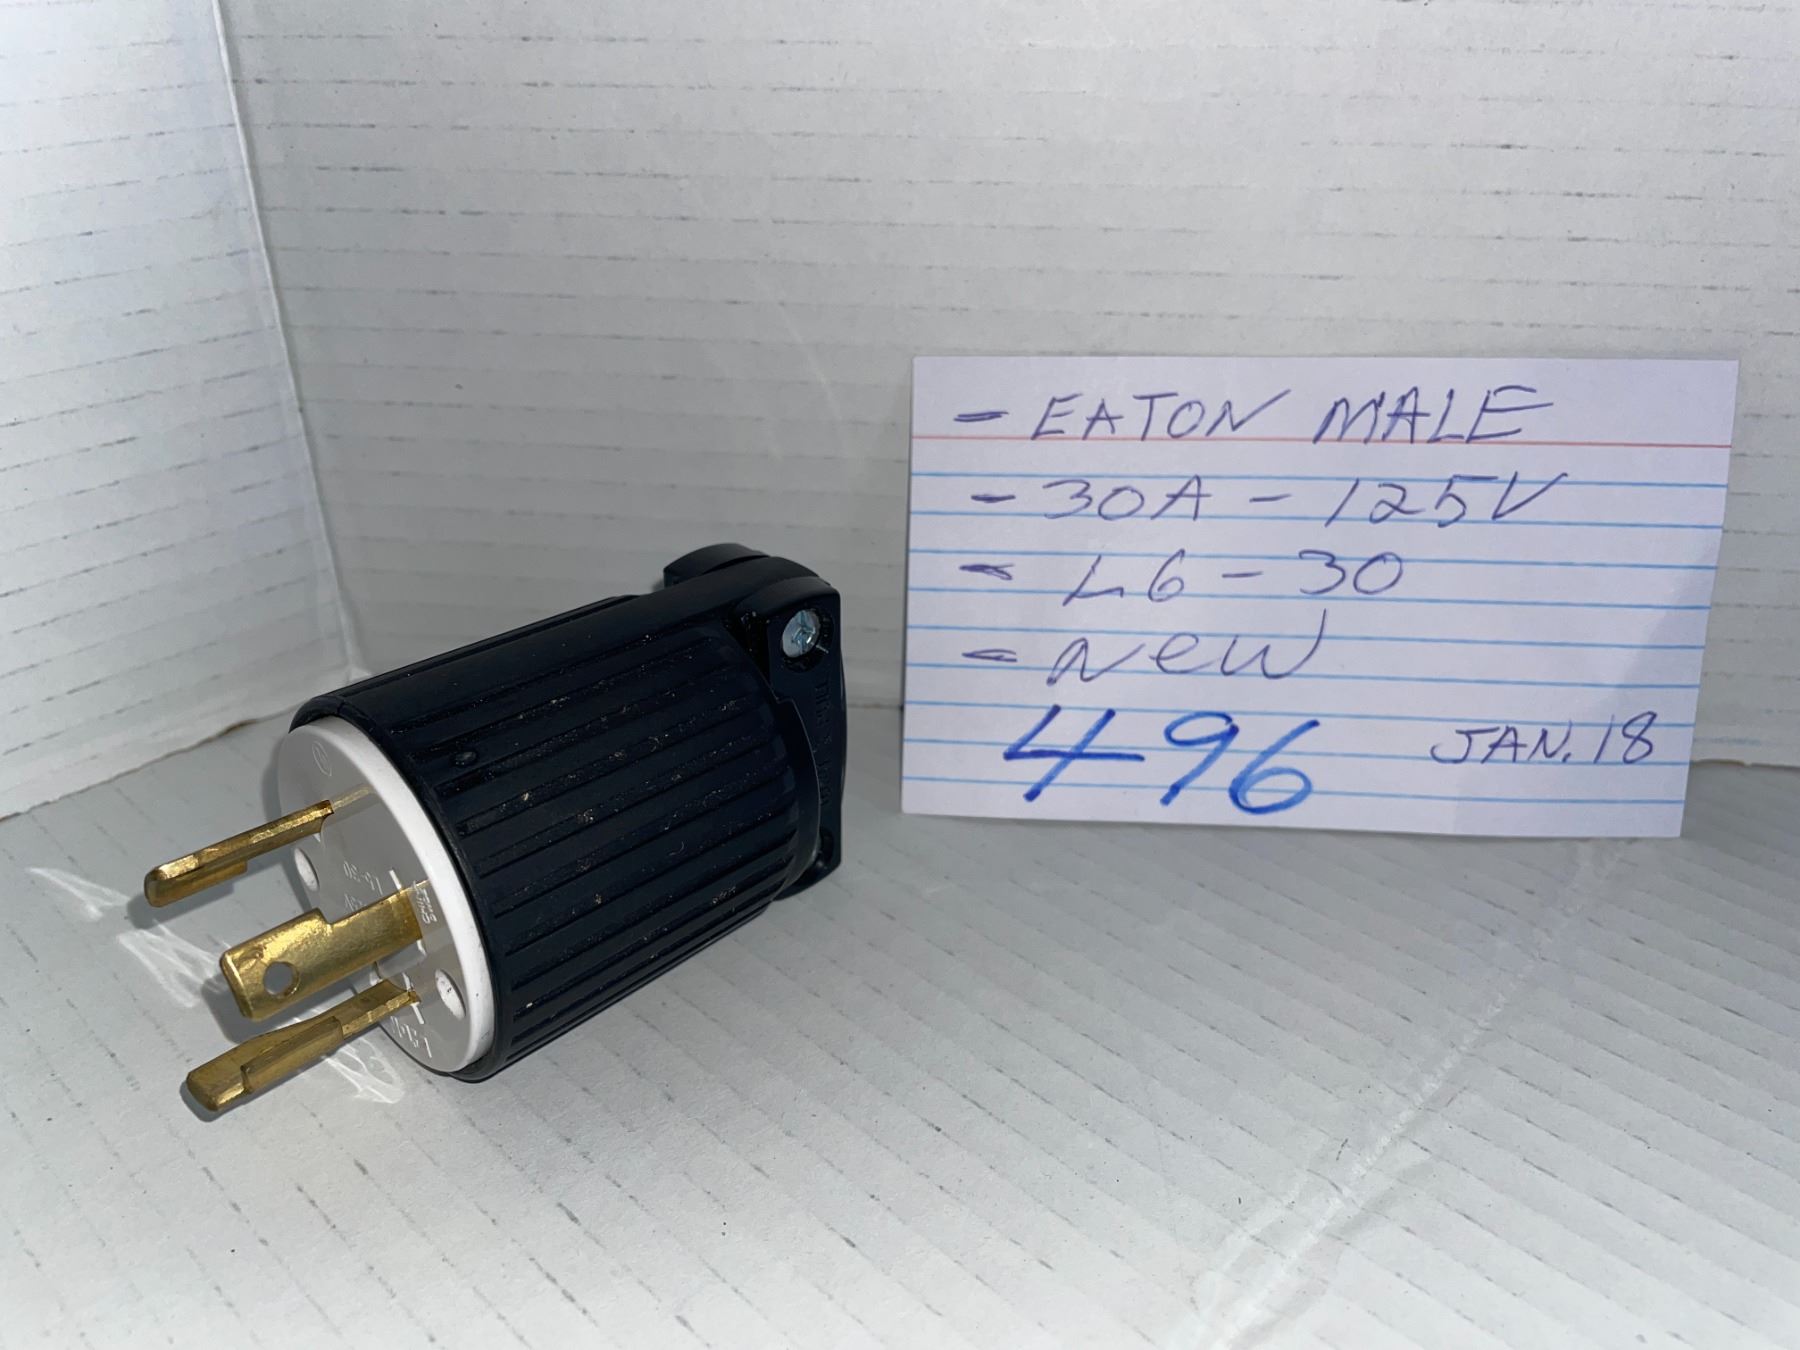 - EATON MALE
- 30A - 125V
- L6 - 30
- NEW
496 JAN. 18